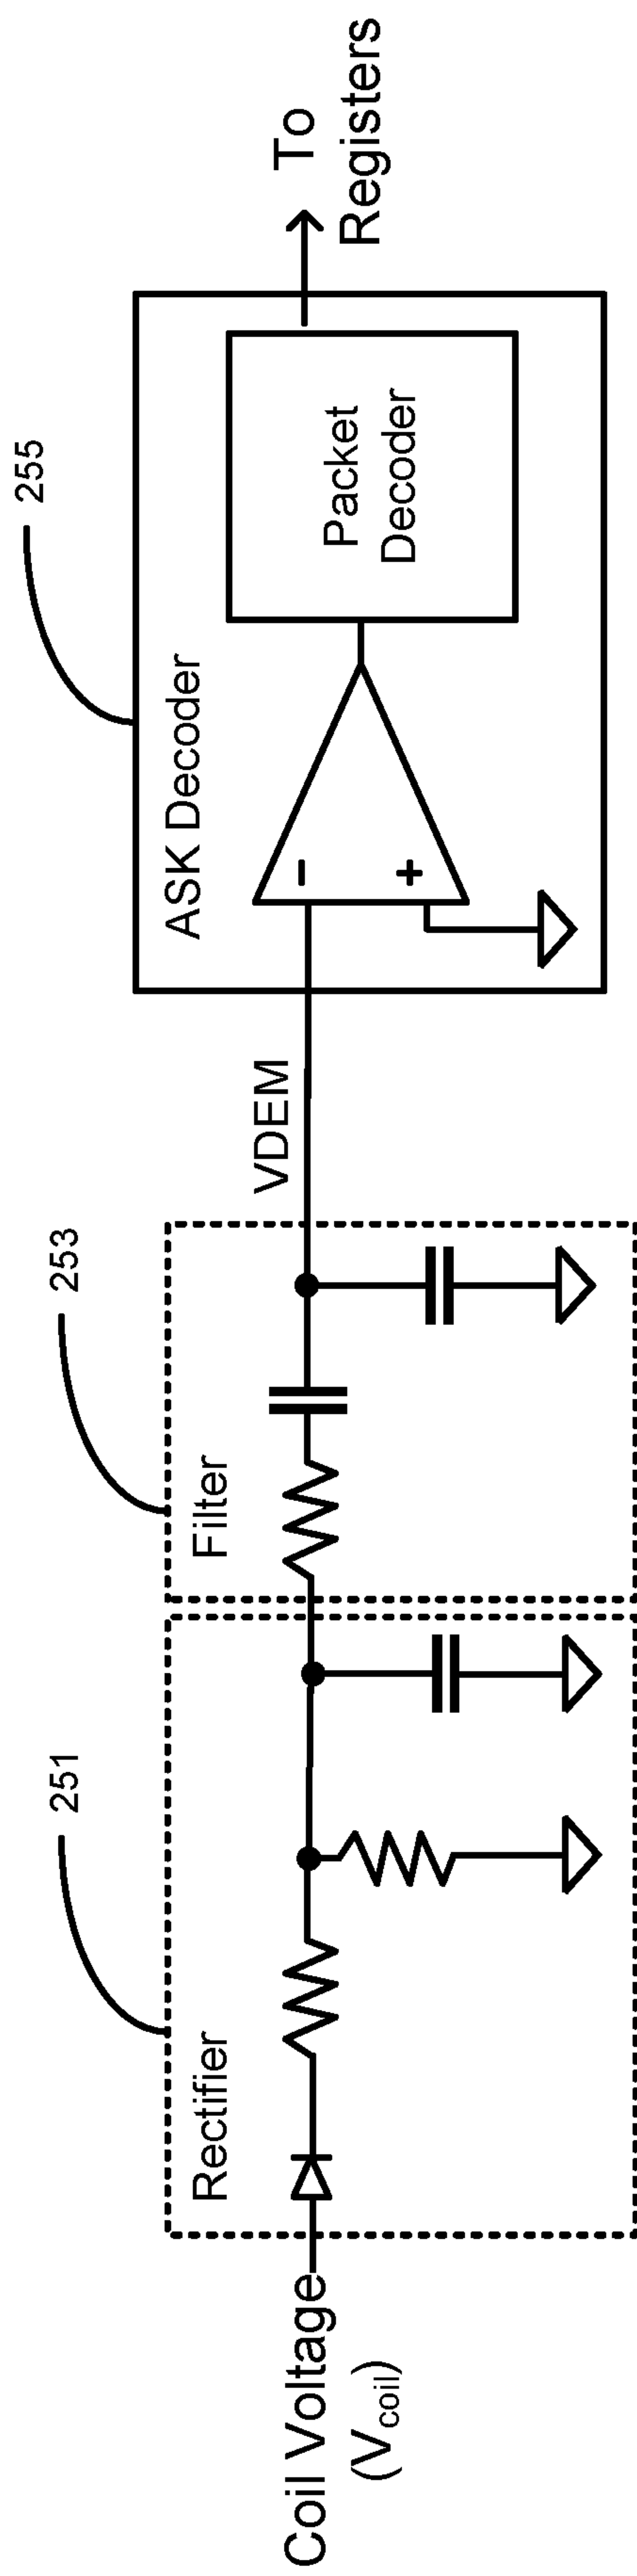 Coil Voltage
(Vcoil)
Rectifier
251
Filter
253
VDEM
ASK Decoder
255
−
+
Packet
Decoder
To
Registers